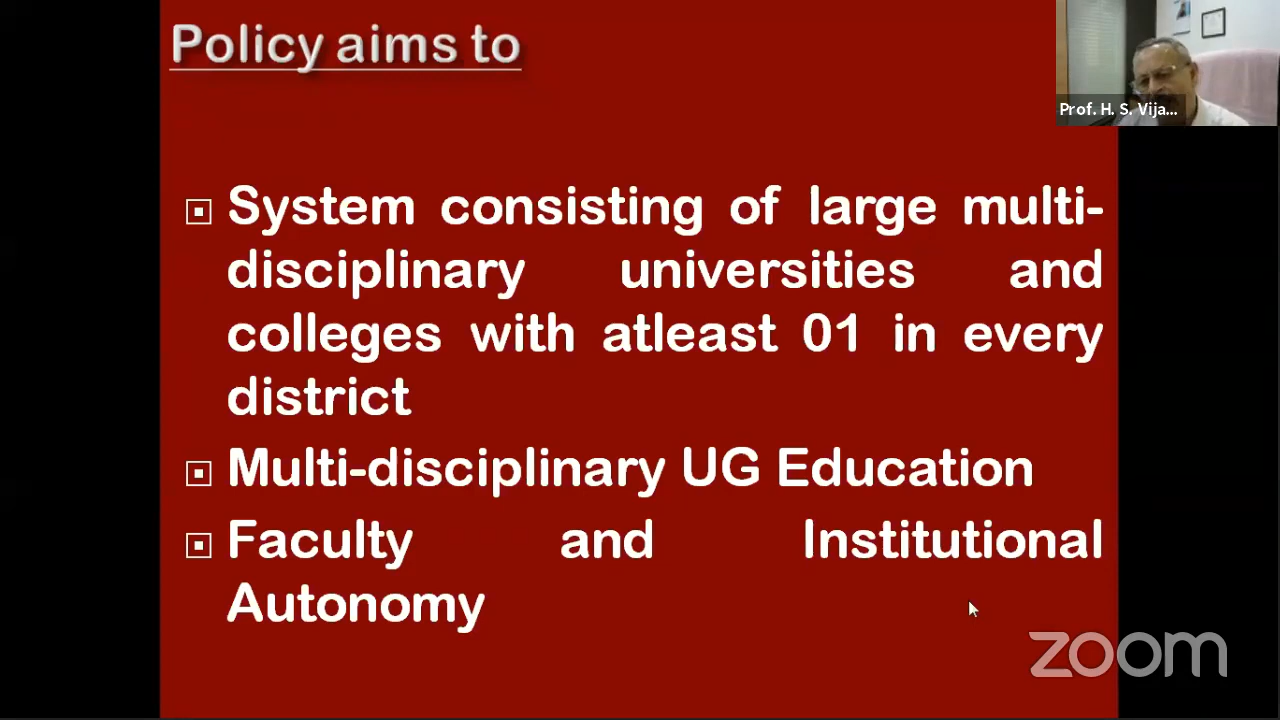 Policy aims to
Prof. H. S. Vija...
System consisting of large multi-
disciplinary universities and
colleges with atleast 01 in every
district
Multi-disciplinary UG Education
Faculty and Institutional
Autonomy
zoom